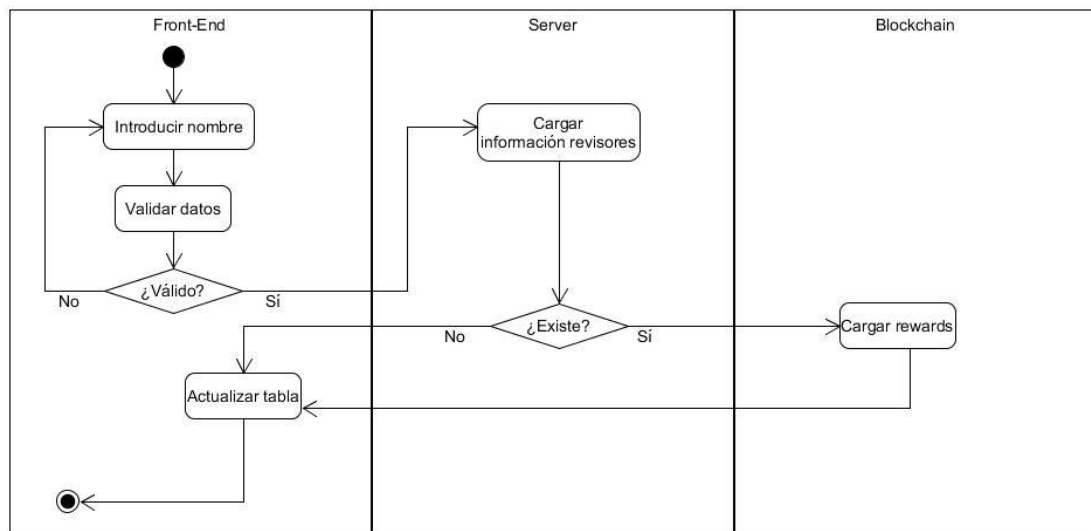 Front-End
Server
Blockchain
Introducir nombre
Cargar
información revisores
Validar datos
¿Válido?
No
Sí
¿Existe?
No
Sí
Cargar rewards
Actualizar tabla